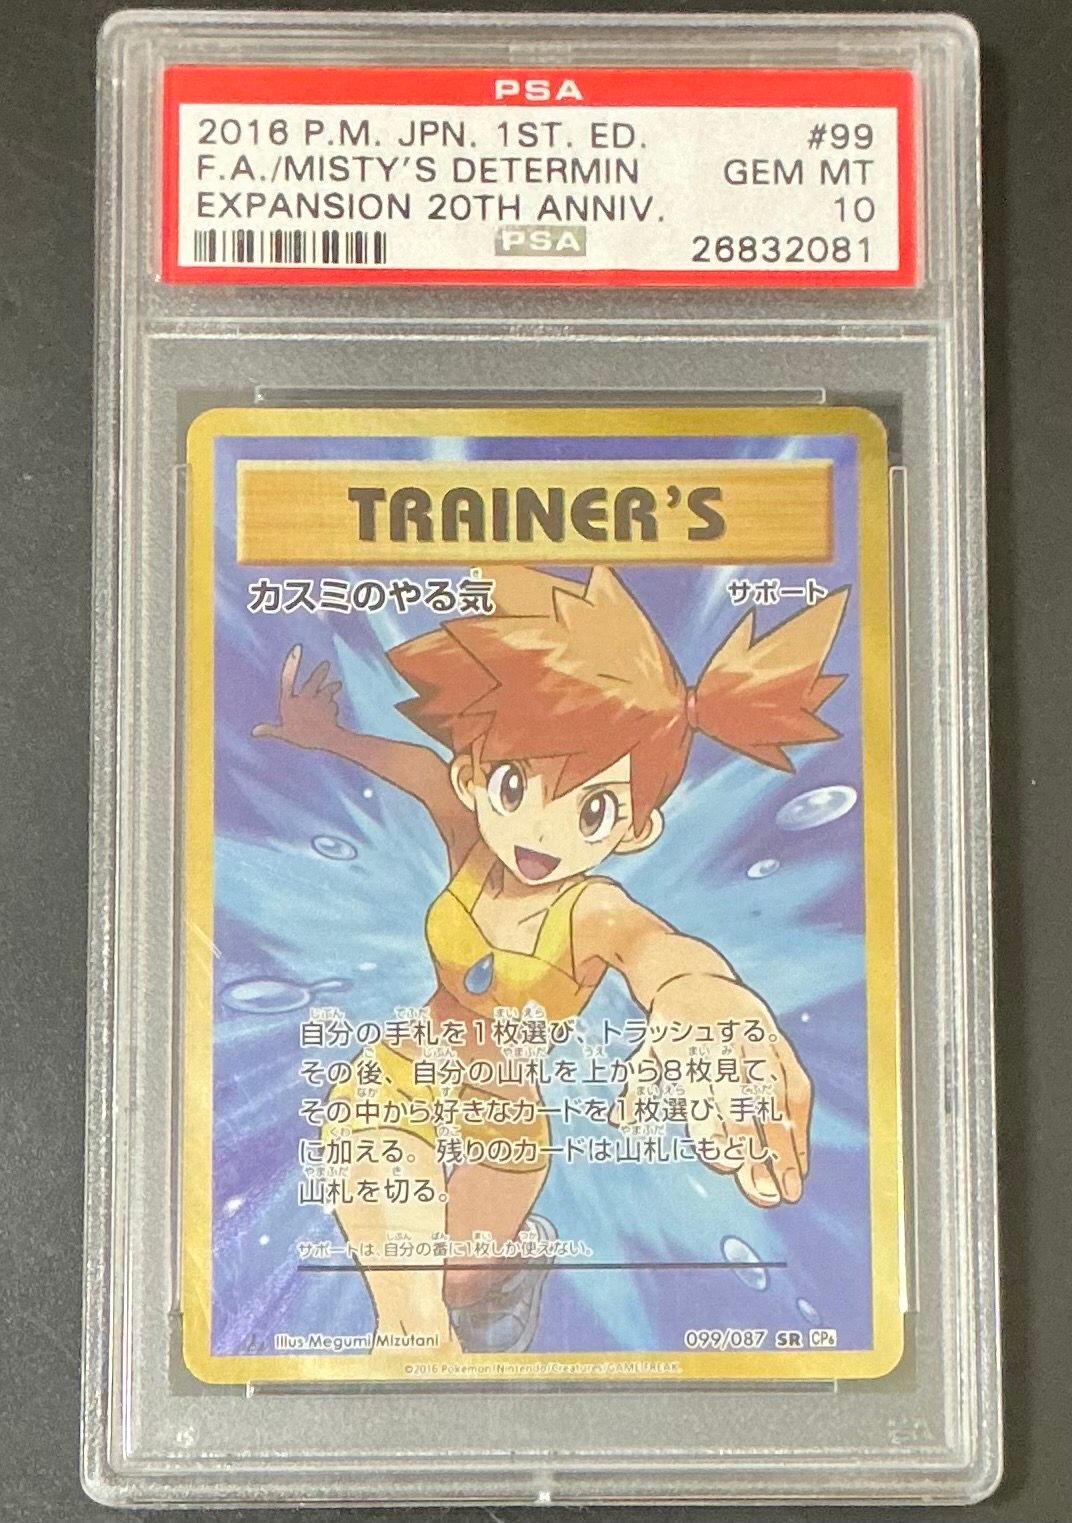 PSA
2016 P.M. JPN. 1ST. ED. #99
F.A./MISTY'S DETERMIN GEM MT
EXPANSION 20TH ANNIV. 10
PSA 26832081
TRAINER'S
カスミのやる気 サポート
自分の手札を1枚選び、トラッシュする。
その後、自分の山札を上から8枚見て、
その中から好きなカードを1枚選び、手札
に加える。残りのカードは山札にもどし、
山札を切る。
サポートは、自分の番に1枚しか使えない。
Illus. Megumi Mizutani 099/087 SR CP6
©2016 Pokémon/Nintendo/Creatures/GAME FREAK.